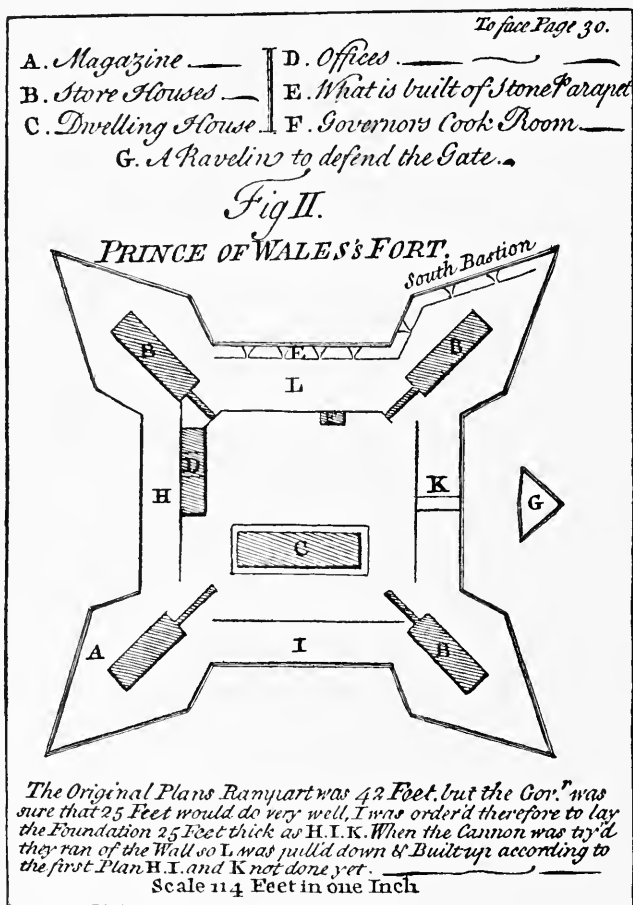 To face Page 30.
A. Magazine
B. Store Houses
C. Dwelling House
D. Offices.
E. What is built of Stone Parapet
F. Governors Cook Room
G. A Ravelin to defend the Gate.
Fig II.
PRINCE OF WALES's FORT.
South Bastion
B
E
B
L
F
D
H
K
G
C
A
I
B
The Original Plans Rampart was 42 Feet, but the Gov.r was
sure that 25 Feet would do very well, I was order'd therefore to lay
the Foundation 25 Feet thick as H.I.K. When the Cannon was try'd
they ran of the Wall so L was pull'd down & Built up according to
the first Plan H.I. and K not done yet.
Scale 114 Feet in one Inch